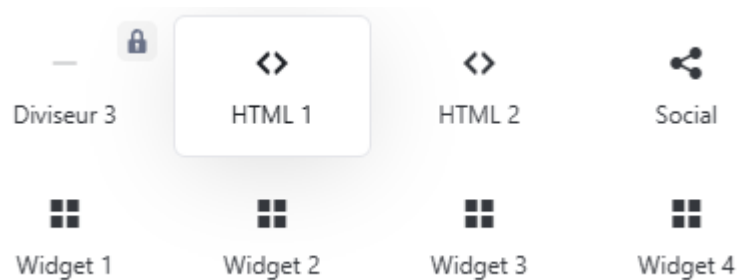 Diviseur 3
HTML 1
HTML 2
Social
Widget 1
Widget 2
Widget 3
Widget 4